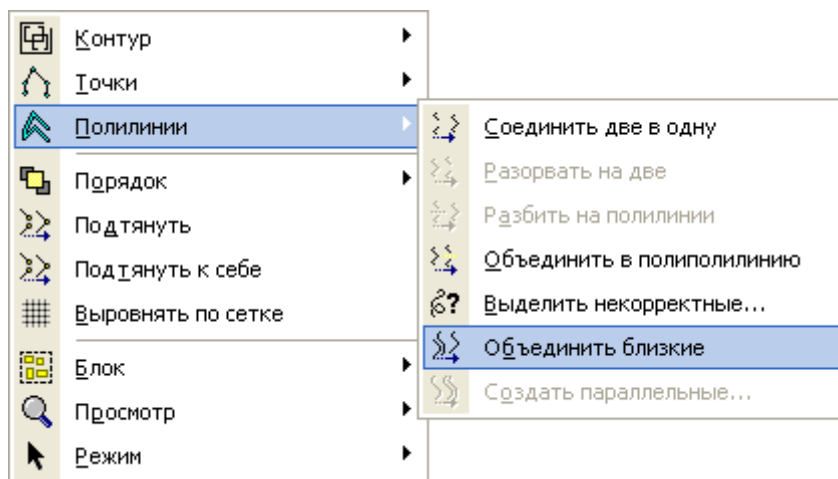 Контур
Точки
Полилинии
Порядок
Подтянуть
Подтянуть к себе
Выровнять по сетке
Блок
Просмотр
Режим
Соединить две в одну
Разорвать на две
Разбить на полилинии
Объединить в полиполилинию
Выделить некорректные...
Объединить близкие
Создать параллельные...